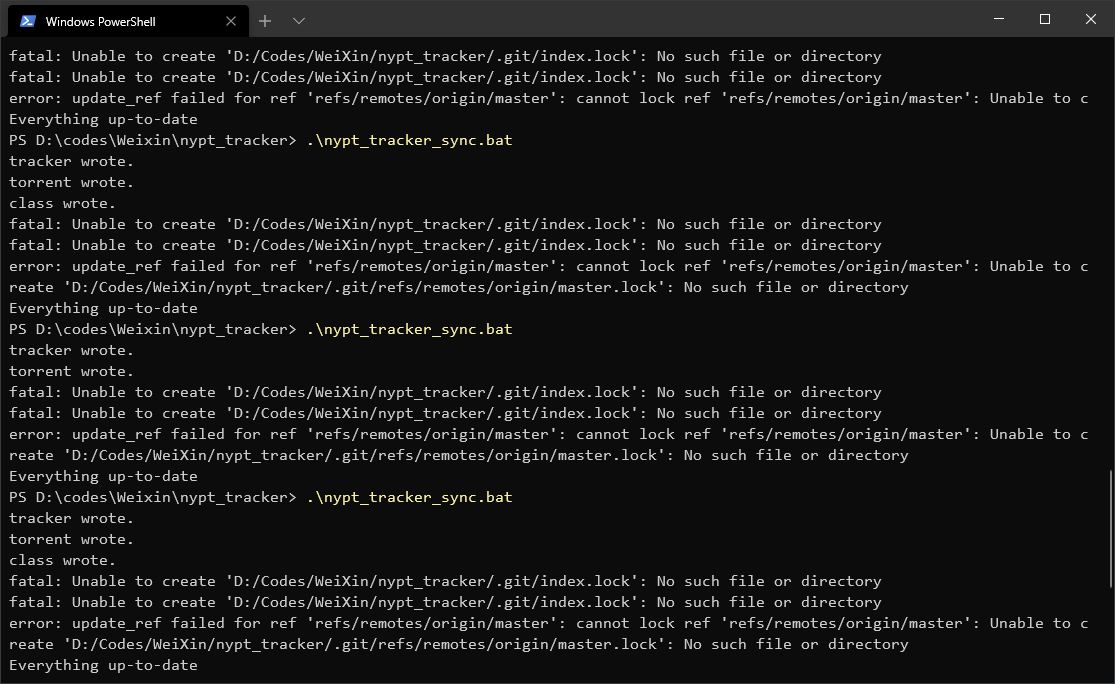 Windows PowerShell
fatal: Unable to create 'D:/Codes/WeiXin/nypt_tracker/.git/index.lock': No such file or directory
fatal: Unable to create 'D:/Codes/WeiXin/nypt_tracker/.git/index.lock': No such file or directory
error: update_ref failed for ref 'refs/remotes/origin/master': cannot lock ref 'refs/remotes/origin/master': Unable to c
Everything up-to-date
PS D:\codes\Weixin\nypt_tracker> .\nypt_tracker_sync.bat
tracker wrote.
torrent wrote.
class wrote.
fatal: Unable to create 'D:/Codes/WeiXin/nypt_tracker/.git/index.lock': No such file or directory
fatal: Unable to create 'D:/Codes/WeiXin/nypt_tracker/.git/index.lock': No such file or directory
error: update_ref failed for ref 'refs/remotes/origin/master': cannot lock ref 'refs/remotes/origin/master': Unable to c
reate 'D:/Codes/WeiXin/nypt_tracker/.git/refs/remotes/origin/master.lock': No such file or directory
Everything up-to-date
PS D:\codes\Weixin\nypt_tracker> .\nypt_tracker_sync.bat
tracker wrote.
torrent wrote.
fatal: Unable to create 'D:/Codes/WeiXin/nypt_tracker/.git/index.lock': No such file or directory
fatal: Unable to create 'D:/Codes/WeiXin/nypt_tracker/.git/index.lock': No such file or directory
error: update_ref failed for ref 'refs/remotes/origin/master': cannot lock ref 'refs/remotes/origin/master': Unable to c
reate 'D:/Codes/WeiXin/nypt_tracker/.git/refs/remotes/origin/master.lock': No such file or directory
Everything up-to-date
PS D:\codes\Weixin\nypt_tracker> .\nypt_tracker_sync.bat
tracker wrote.
torrent wrote.
class wrote.
fatal: Unable to create 'D:/Codes/WeiXin/nypt_tracker/.git/index.lock': No such file or directory
fatal: Unable to create 'D:/Codes/WeiXin/nypt_tracker/.git/index.lock': No such file or directory
error: update_ref failed for ref 'refs/remotes/origin/master': cannot lock ref 'refs/remotes/origin/master': Unable to c
reate 'D:/Codes/WeiXin/nypt_tracker/.git/refs/remotes/origin/master.lock': No such file or directory
Everything up-to-date